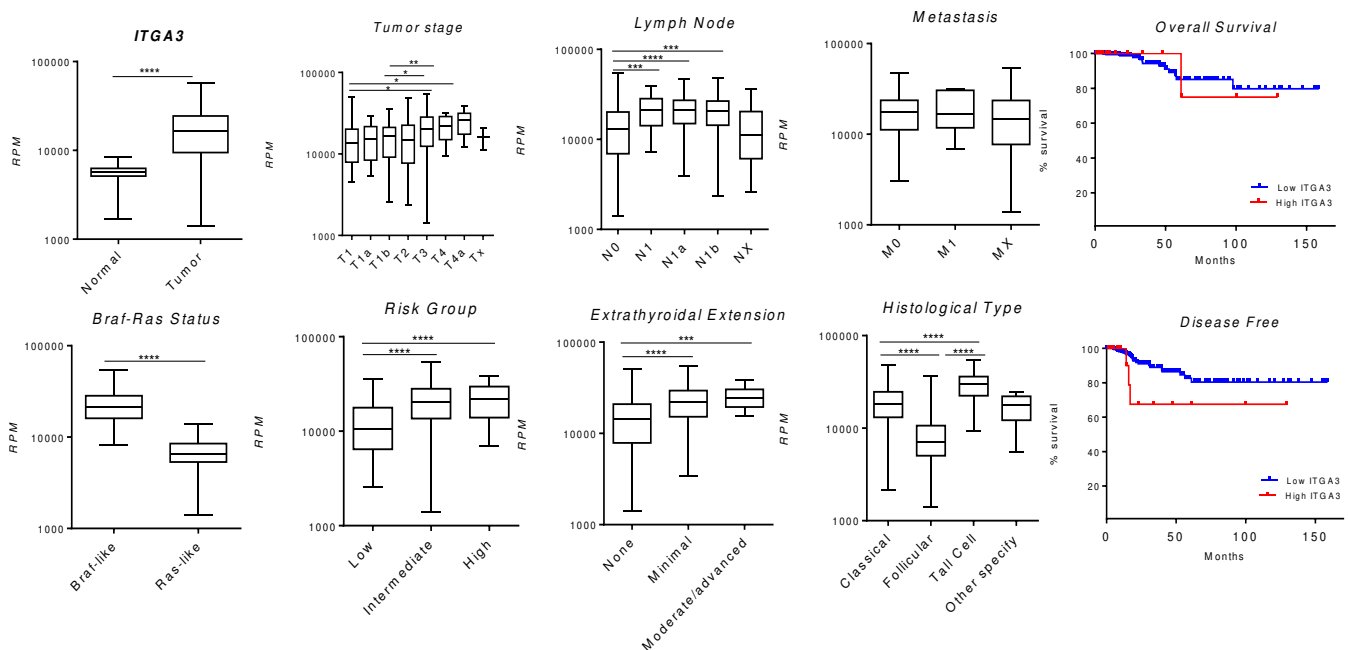 ITGA3
****
RPM
100000
10000
1000
Normal
Tumor
Tumor stage
**
*
*
*
RPM
100000
10000
1000
T1
T1a
T1b
T2
T3
T4
T4a
Tx
Lymph Node
***
****
***
RPM
100000
10000
1000
N0
N1
N1a
N1b
NX
Metastasis
RPM
100000
10000
1000
M0
M1
MX
Overall Survival
% survival
100
80
60
40
20
0
50
100
150
Low ITGA3
High ITGA3
Months
Braf-Ras Status
****
RPM
100000
10000
1000
Braf-like
Ras-like
Risk Group
****
****
RPM
100000
10000
1000
Low
Intermediate
High
Extrathyroidal Extension
***
****
RPM
100000
10000
1000
None
Minimal
Moderate/advanced
Histological Type
****
****
****
RPM
100000
10000
1000
Classical
Follicular
Tall Cell
Other specify
Disease Free
% survival
100
80
60
40
20
0
50
100
150
Low ITGA3
High ITGA3
Months